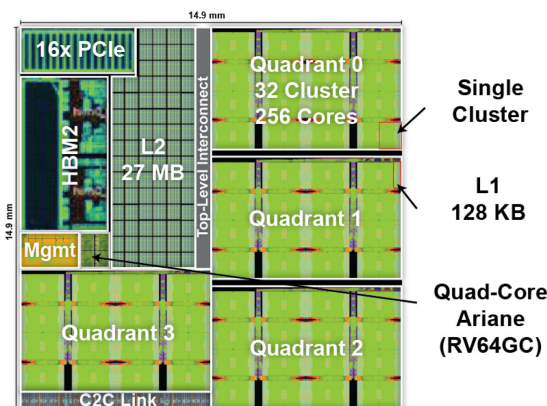 14.9 mm
14.9 mm
16x PCIe
HBM2
L2
27 MB
Top-Level Interconnect
Mgmt
Quadrant 0
32 Cluster
256 Cores
Quadrant 1
Quadrant 3
Quadrant 2
C2C Link
Single
Cluster
L1
128 KB
Quad-Core
Ariane
(RV64GC)